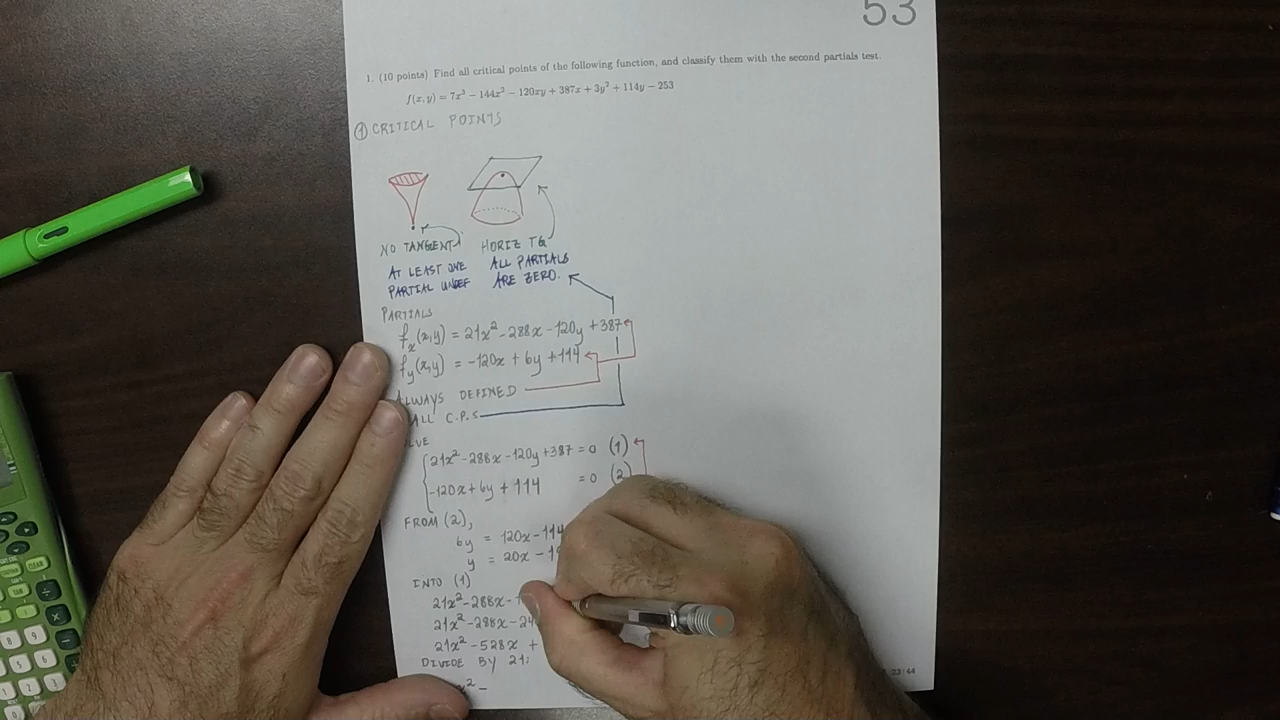 53
1. (10 points) Find all critical points of the following function, and classify them with the second partials test.
f(x, y) = 7x³ − 144x² − 120xy + 387x + 3y² + 114y − 253
① CRITICAL POINTS
NO TANGENT HORIZ TG
AT LEAST ONE ALL PARTIALS
PARTIAL UNDEF ARE ZERO.
PARTIALS
fx(x,y) = 21x² - 288x - 120y + 387
fy(x,y) = -120x + 6y + 114
ALWAYS DEFINED
ALL C.P.S
LVE
21x² - 288x - 120y + 387 = 0 (1)
-120x + 6y + 114 = 0 (2)
FROM (2),
6y = 120x - 114
y = 20x - 19
INTO (1)
21x² - 288x -
21x² - 288x - 24
21x² - 528x +
DIVIDE BY 21:
x² -